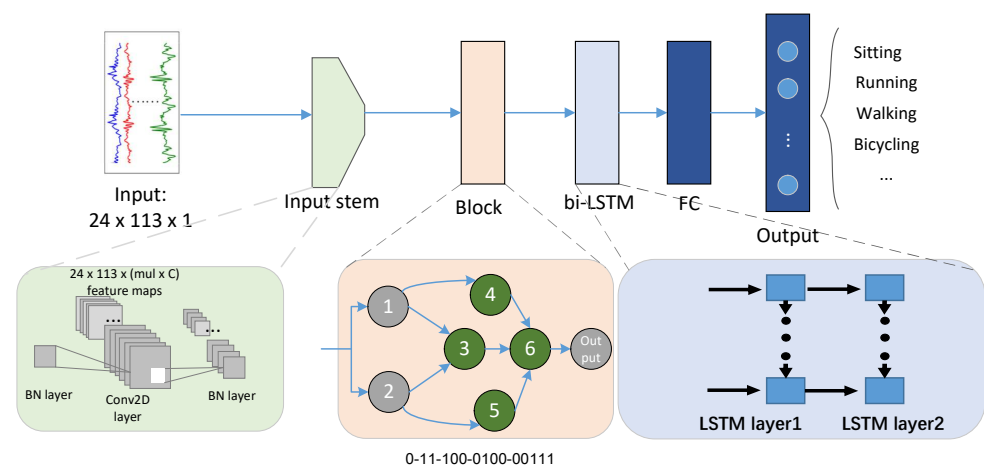 Input:
24 x 113 x 1
Input stem
Block
bi-LSTM
FC
Output
Sitting
Running
Walking
Bicycling
...
24 x 113 x (mul x C)
feature maps
...
...
BN layer
Conv2D
layer
BN layer
1
2
3
4
5
6
Out
put
0-11-100-0100-00111
LSTM layer1
LSTM layer2